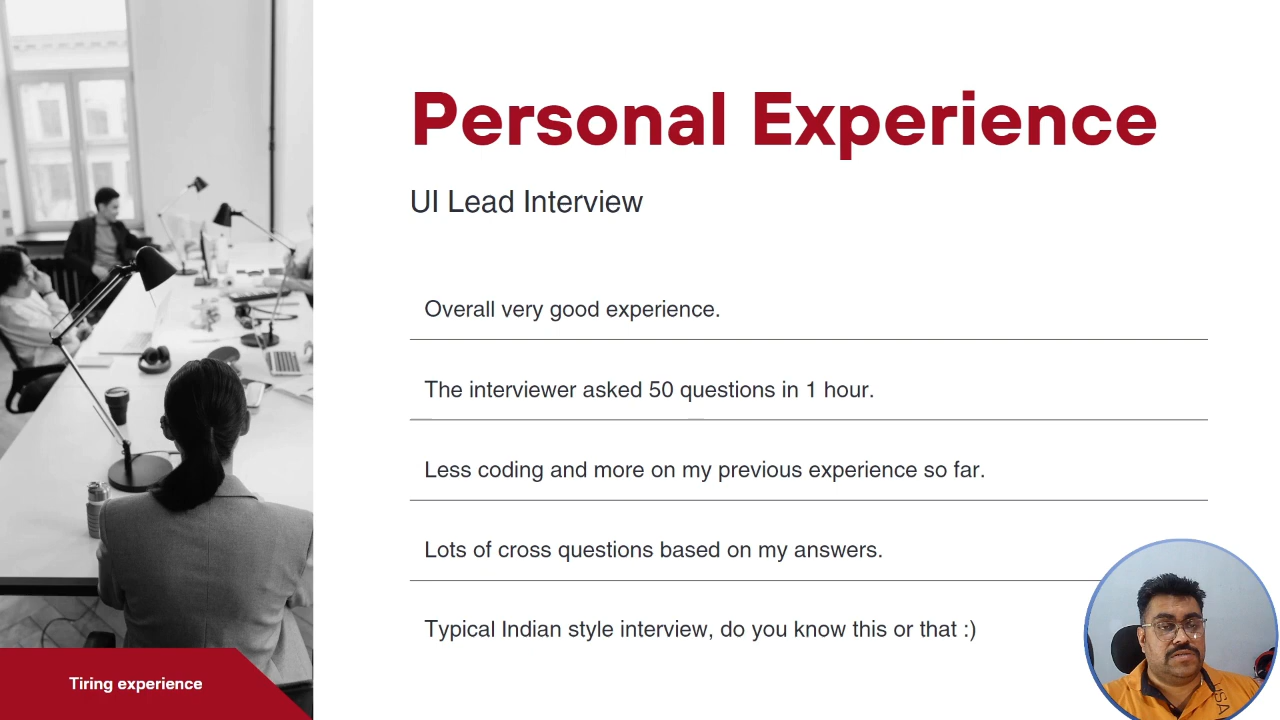 Personal Experience
UI Lead Interview
Overall very good experience.
The interviewer asked 50 questions in 1 hour.
Less coding and more on my previous experience so far.
Lots of cross questions based on my answers.
Typical Indian style interview, do you know this or that :)
Tiring experience
USA